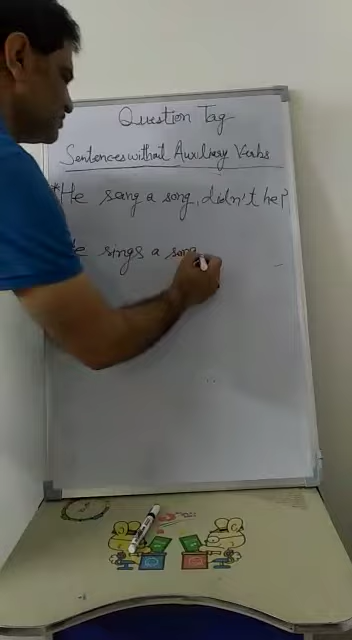 Question Tag
Sentences without Auxiliary Verbs
*He sang a song, didn't he?
He sings a song